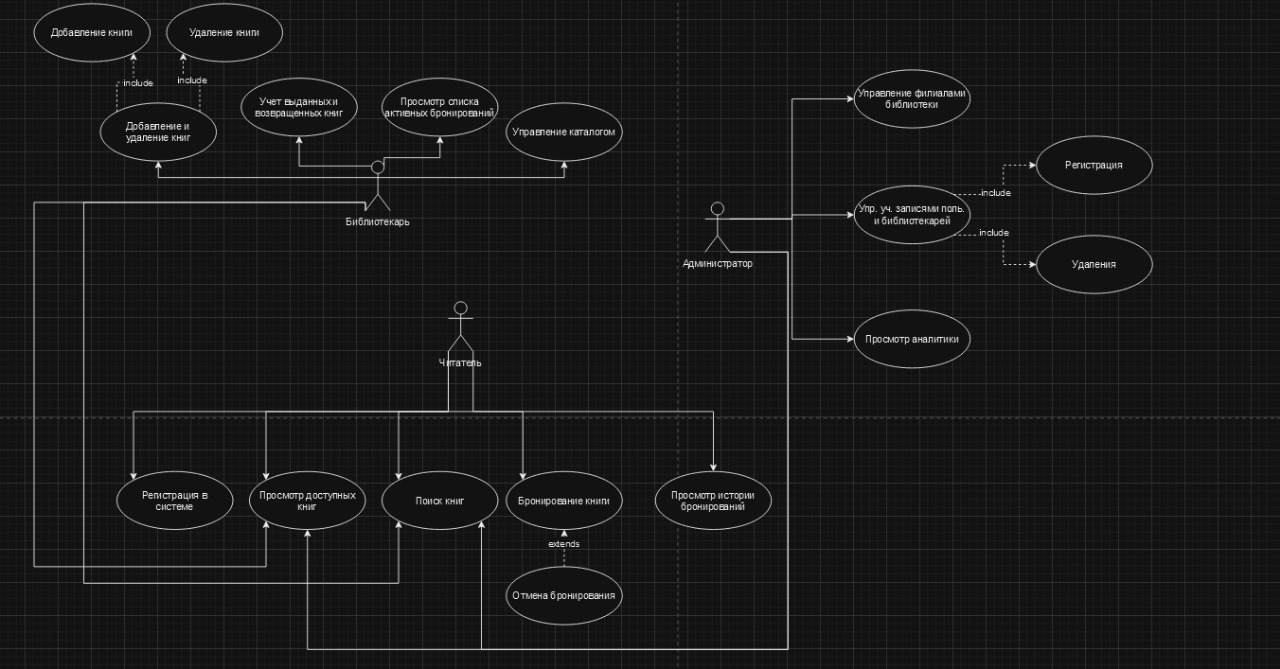 Добавление книги
Удаление книги
include
include
Добавление и
удаление книг
Учет выданных и
возвращенных книг
Просмотр списка
активных бронирований
Управление каталогом
Библиотекарь
Управление филиалами
библиотеки
Регистрация
include
Упр. уч. записями поль.
и библиотекарей
include
Удаления
Администратор
Просмотр аналитики
Читатель
Регистрация в
системе
Просмотр доступных
книг
Поиск книг
Бронирование книги
Просмотр истории
бронирований
extends
Отмена бронирования